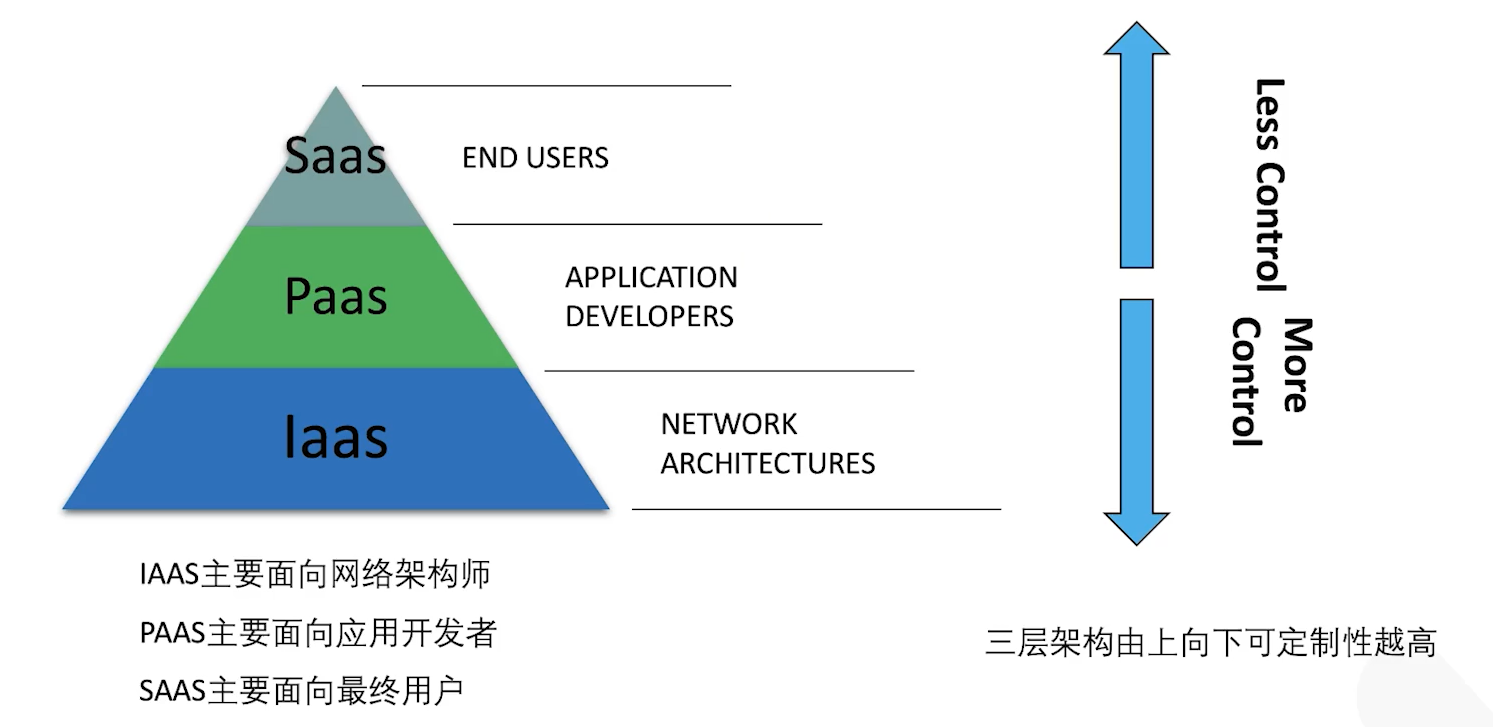 Saas
END USERS
Paas
APPLICATION
DEVELOPERS
Iaas
NETWORK
ARCHITECTURES
Less Control
More
Control
IAAS主要面向网络架构师
PAAS主要面向应用开发者
SAAS主要面向最终用户
三层架构由上向下可定制性越高